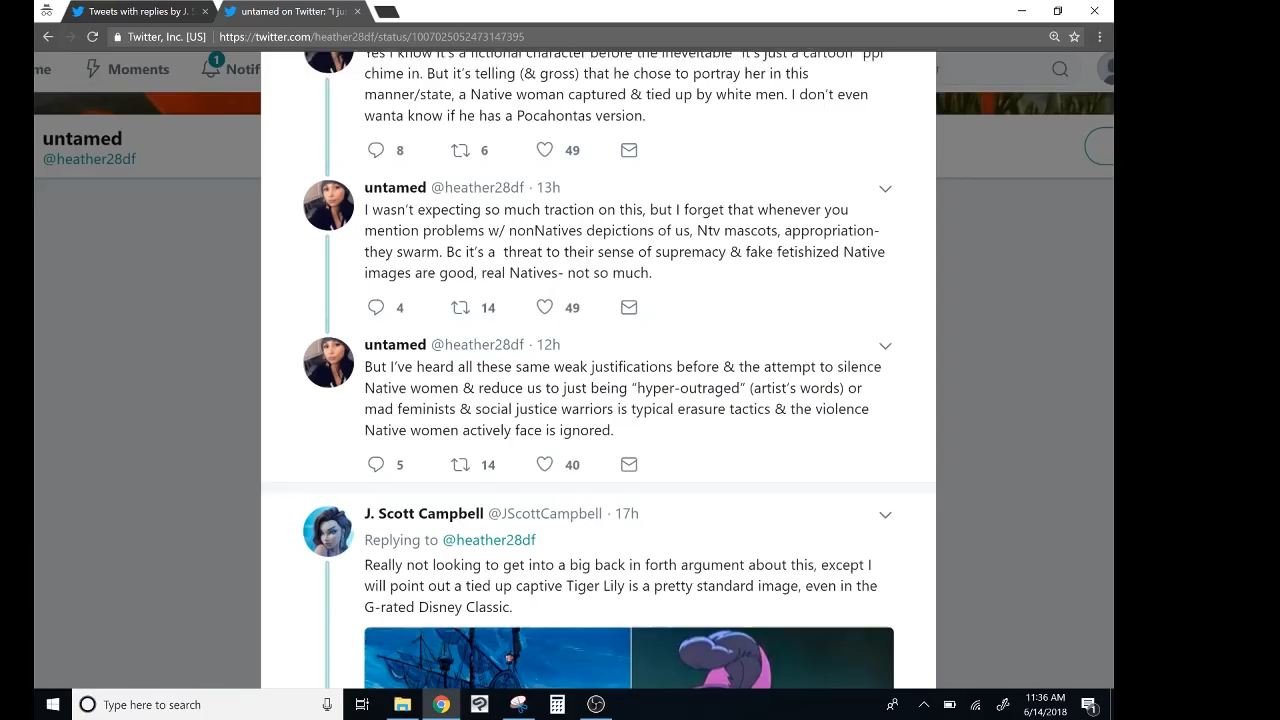 Tweets with replies by J. S
untamed on Twitter: "I ju
Twitter, Inc. [US] | https://twitter.com/heather28df/status/1007025052473147395
me
Moments
1
Notif
untamed
@heather28df
Yes I know it's a fictional character before the inevitable "it's just a cartoon" ppl
chime in. But it's telling (& gross) that he chose to portray her in this
manner/state, a Native woman captured & tied up by white men. I don't even
wanta know if he has a Pocahontas version.
8 6 49
untamed @heather28df · 13h
I wasn't expecting so much traction on this, but I forget that whenever you
mention problems w/ nonNatives depictions of us, Ntv mascots, appropriation-
they swarm. Bc it's a threat to their sense of supremacy & fake fetishized Native
images are good, real Natives- not so much.
4 14 49
untamed @heather28df · 12h
But I've heard all these same weak justifications before & the attempt to silence
Native women & reduce us to just being "hyper-outraged" (artist's words) or
mad feminists & social justice warriors is typical erasure tactics & the violence
Native women actively face is ignored.
5 14 40
J. Scott Campbell @JScottCampbell · 17h
Replying to @heather28df
Really not looking to get into a big back in forth argument about this, except I
will point out a tied up captive Tiger Lily is a pretty standard image, even in the
G-rated Disney Classic.
Type here to search
11:36 AM
6/14/2018
1